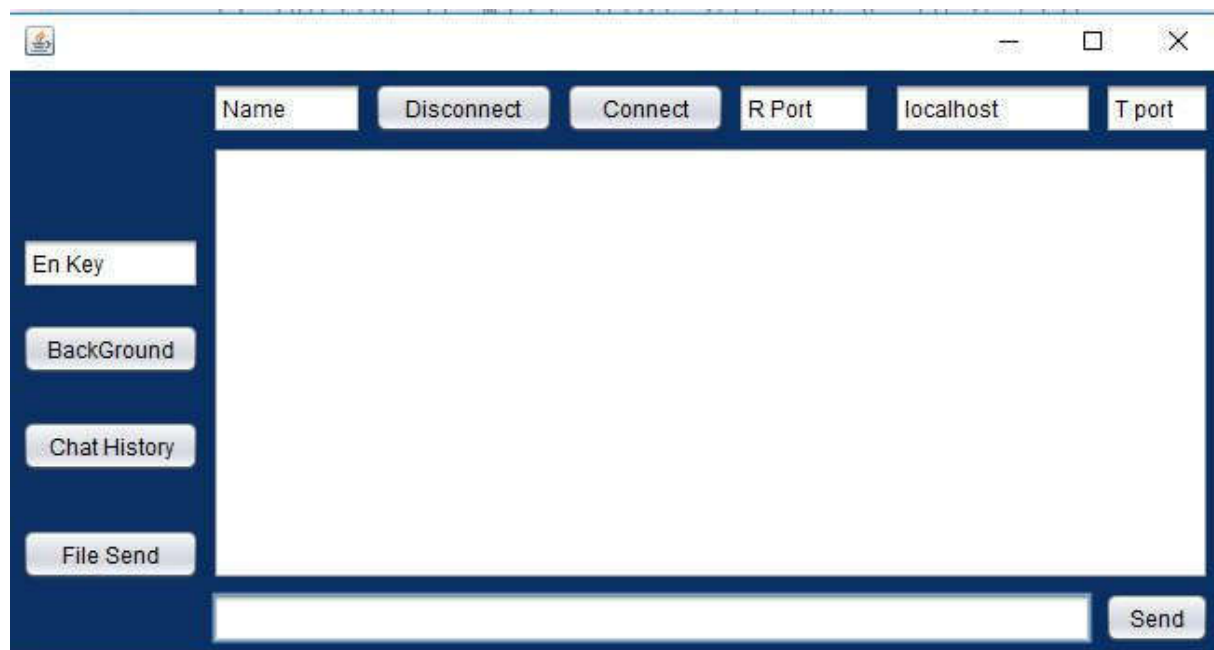 Name Disconnect Connect R Port localhost T port
En Key
BackGround
Chat History
File Send
Send